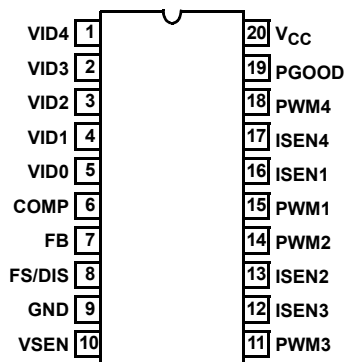 VID4 1 20 VCC
VID3 2 19 PGOOD
VID2 3 18 PWM4
VID1 4 17 ISEN4
VID0 5 16 ISEN1
COMP 6 15 PWM1
FB 7 14 PWM2
FS/DIS 8 13 ISEN2
GND 9 12 ISEN3
VSEN 10 11 PWM3